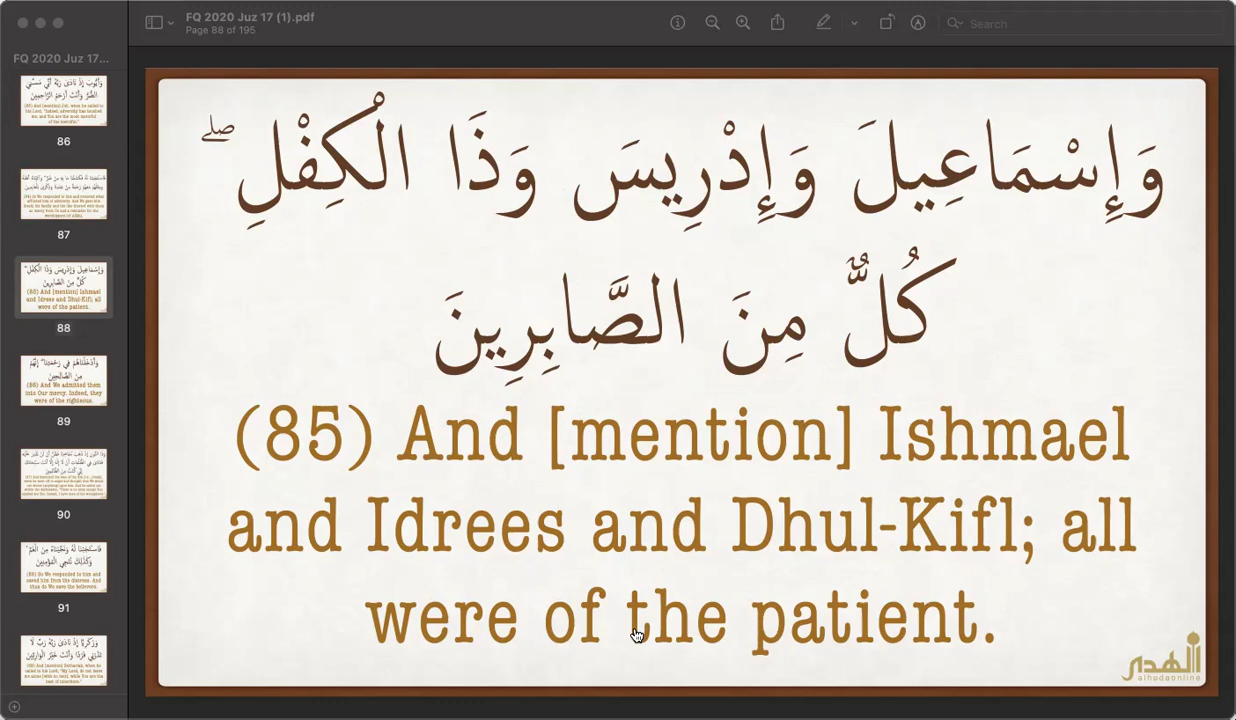 FQ 2020 Juz 17 (1).pdf
Page 88 of 195
Search
FQ 2020 Juz 17...
86
87
88
89
90
91
وَإِسْمَاعِيلَ وَإِدْرِيسَ وَذَا الْكِفْلِ ۖ
كُلٌّ مِنَ الصَّابِرِينَ
(85) And [mention] Ishmael
and Idrees and Dhul-Kifl; all
were of the patient.
الهدى
alhudaonline